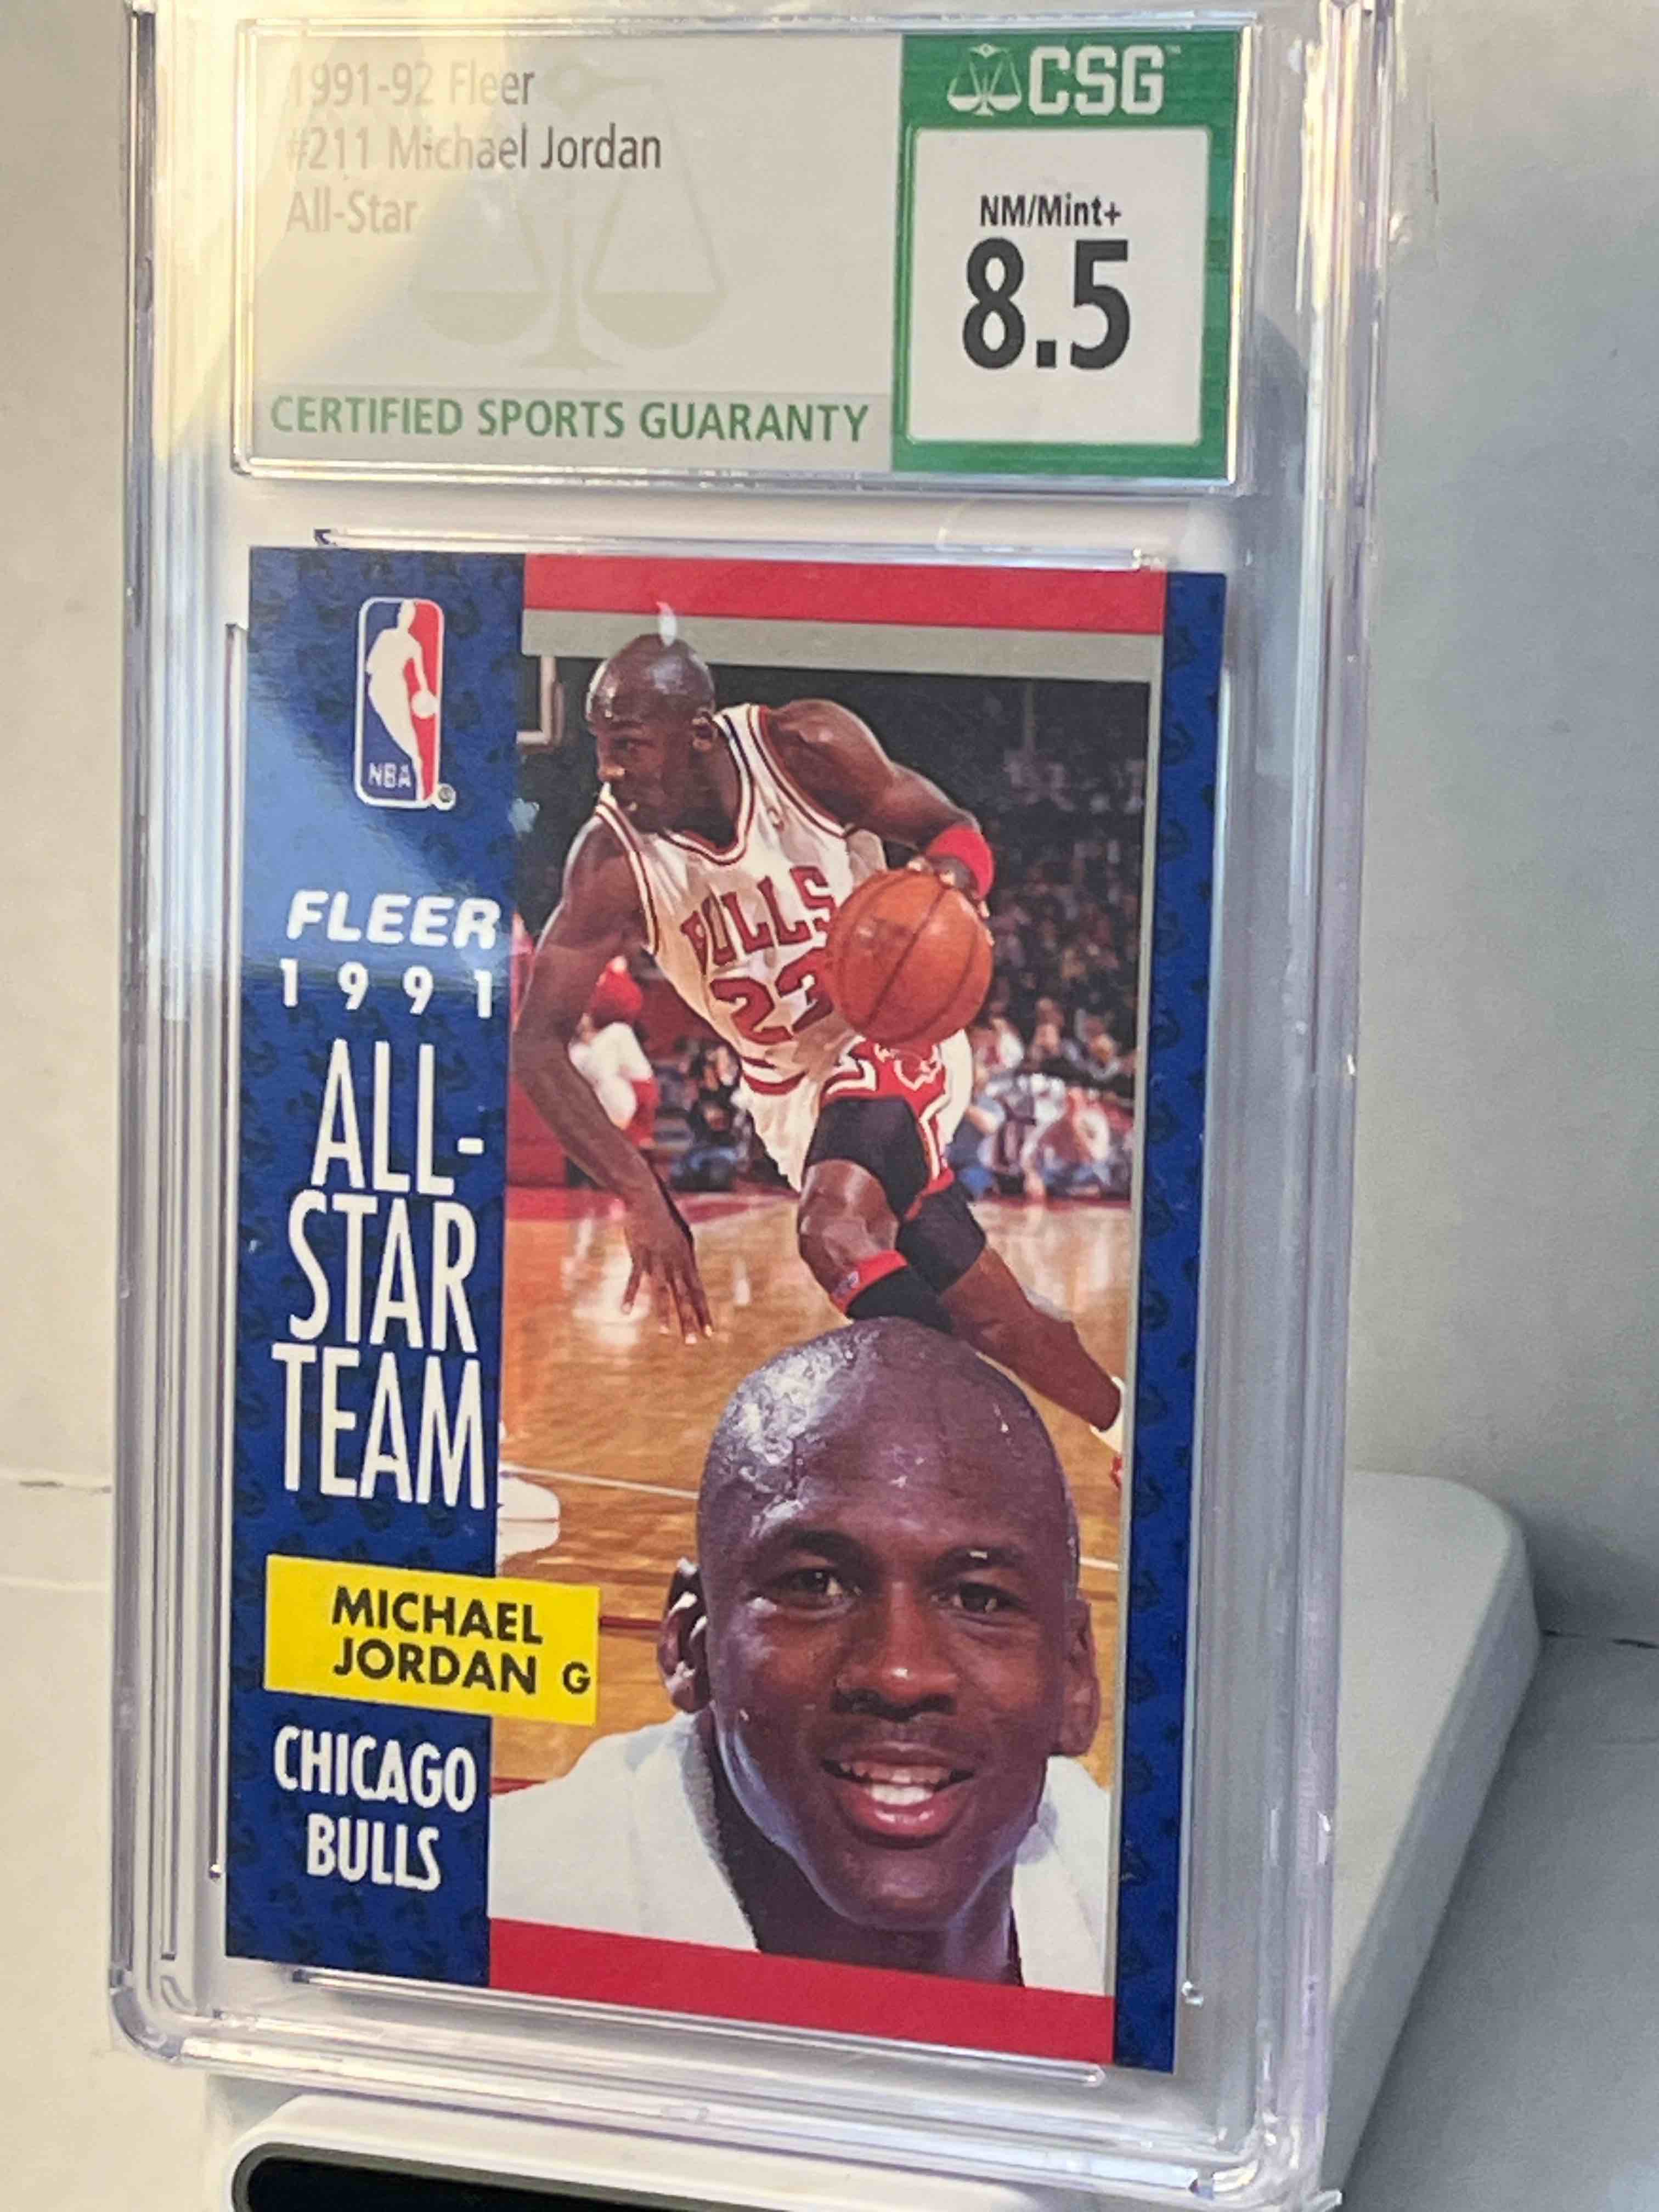 1991-92 Fleer
#211 Michael Jordan
All-Star
CERTIFIED SPORTS GUARANTY
CSG™
NM/Mint+
8.5
NBA
®
FLEER
1991
ALL-
STAR
TEAM
MICHAEL
JORDAN G
CHICAGO
BULLS
BULLS
23